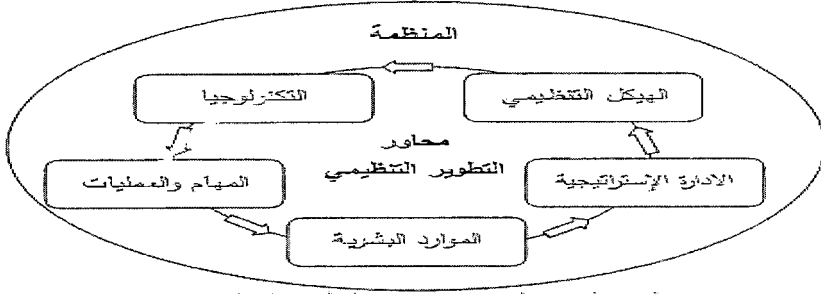 المنظمة
الهيكل التنظيمي
التكنولوجيا
محاور
التطوير التنظيمي
الادارة الإستراتيجية
المهام والعمليات
الموارد البشرية